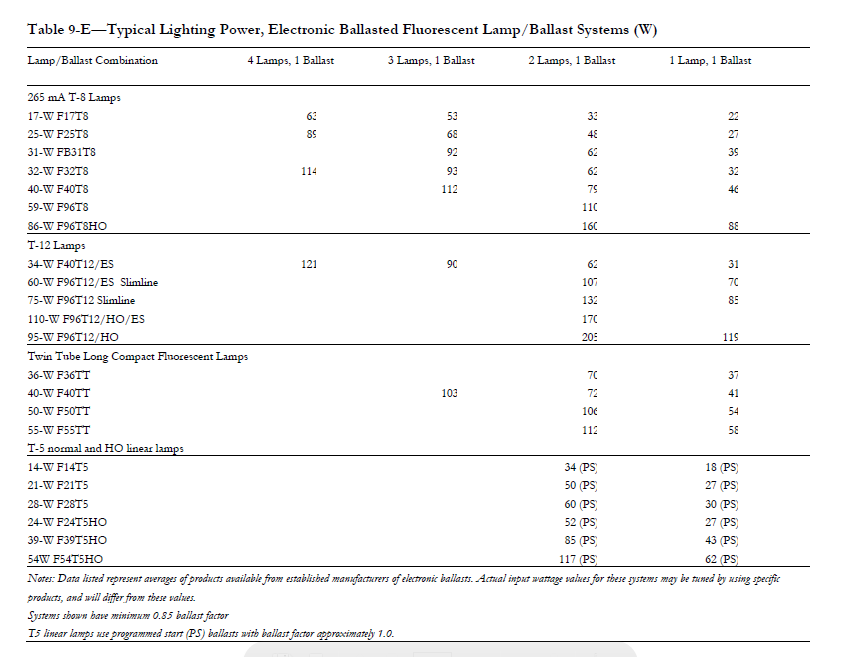 Table 9-E—Typical Lighting Power, Electronic Ballasted Fluorescent Lamp/Ballast Systems (W)
Lamp/Ballast Combination 4 Lamps, 1 Ballast 3 Lamps, 1 Ballast 2 Lamps, 1 Ballast 1 Lamp, 1 Ballast
265 mA T-8 Lamps
17-W F17T8 63 53 33 22
25-W F25T8 89 68 48 27
31-W FB31T8 92 62 39
32-W F32T8 114 93 62 32
40-W F40T8 112 79 46
59-W F96T8 110
86-W F96T8HO 160 88
T-12 Lamps
34-W F40T12/ES 121 90 62 31
60-W F96T12/ES Slimline 107 70
75-W F96T12 Slimline 132 85
110-W F96T12/HO/ES 170
95-W F96T12/HO 205 119
Twin Tube Long Compact Fluorescent Lamps
36-W F36TT 70 37
40-W F40TT 103 72 41
50-W F50TT 106 54
55-W F55TT 112 58
T-5 normal and HO linear lamps
14-W F14T5 34 (PS) 18 (PS)
21-W F21T5 50 (PS) 27 (PS)
28-W F28T5 60 (PS) 30 (PS)
24-W F24T5HO 52 (PS) 27 (PS)
39-W F39T5HO 85 (PS) 43 (PS)
54W F54T5HO 117 (PS) 62 (PS)
Notes: Data listed represent averages of products available from established manufacturers of electronic ballasts. Actual input wattage values for these systems may be tuned by using specific
products, and will differ from these values.
Systems shown have minimum 0.85 ballast factor
T5 linear lamps use programmed start (PS) ballasts with ballast factor approximately 1.0.